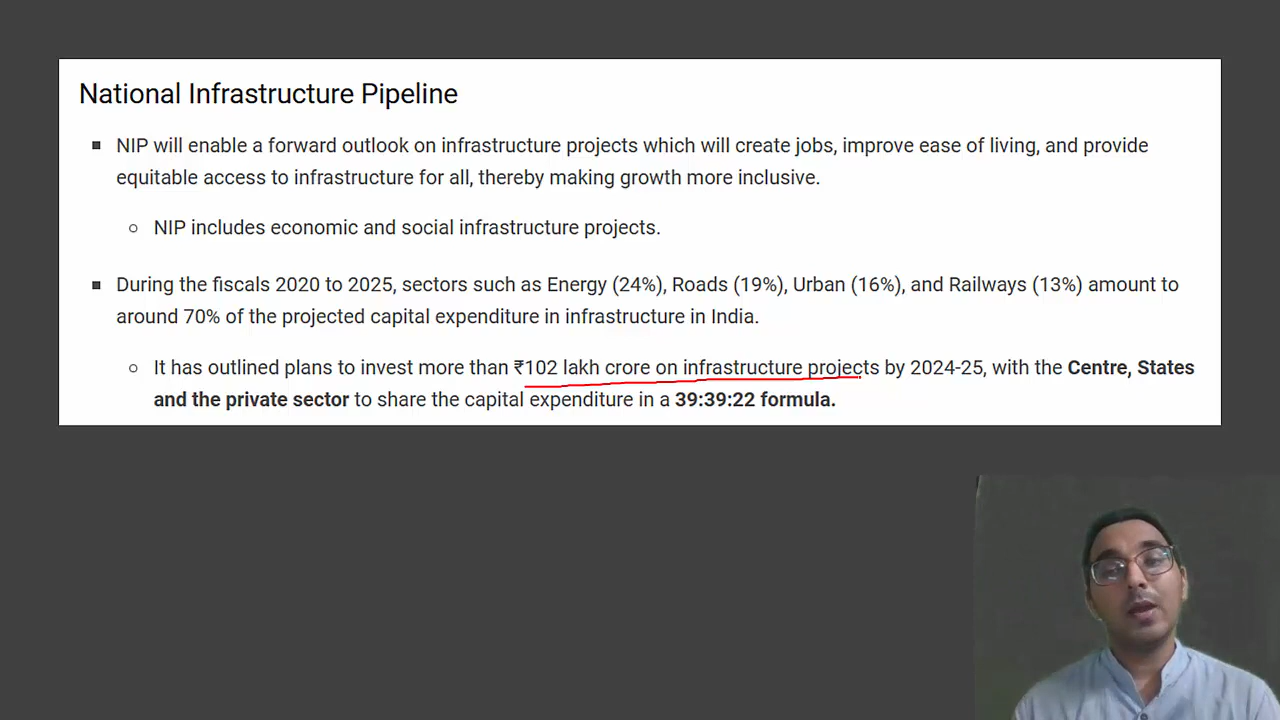 National Infrastructure Pipeline
▪ NIP will enable a forward outlook on infrastructure projects which will create jobs, improve ease of living, and provide
equitable access to infrastructure for all, thereby making growth more inclusive.
○ NIP includes economic and social infrastructure projects.
▪ During the fiscals 2020 to 2025, sectors such as Energy (24%), Roads (19%), Urban (16%), and Railways (13%) amount to
around 70% of the projected capital expenditure in infrastructure in India.
○ It has outlined plans to invest more than ₹102 lakh crore on infrastructure projects by 2024-25, with the Centre, States
and the private sector to share the capital expenditure in a 39:39:22 formula.